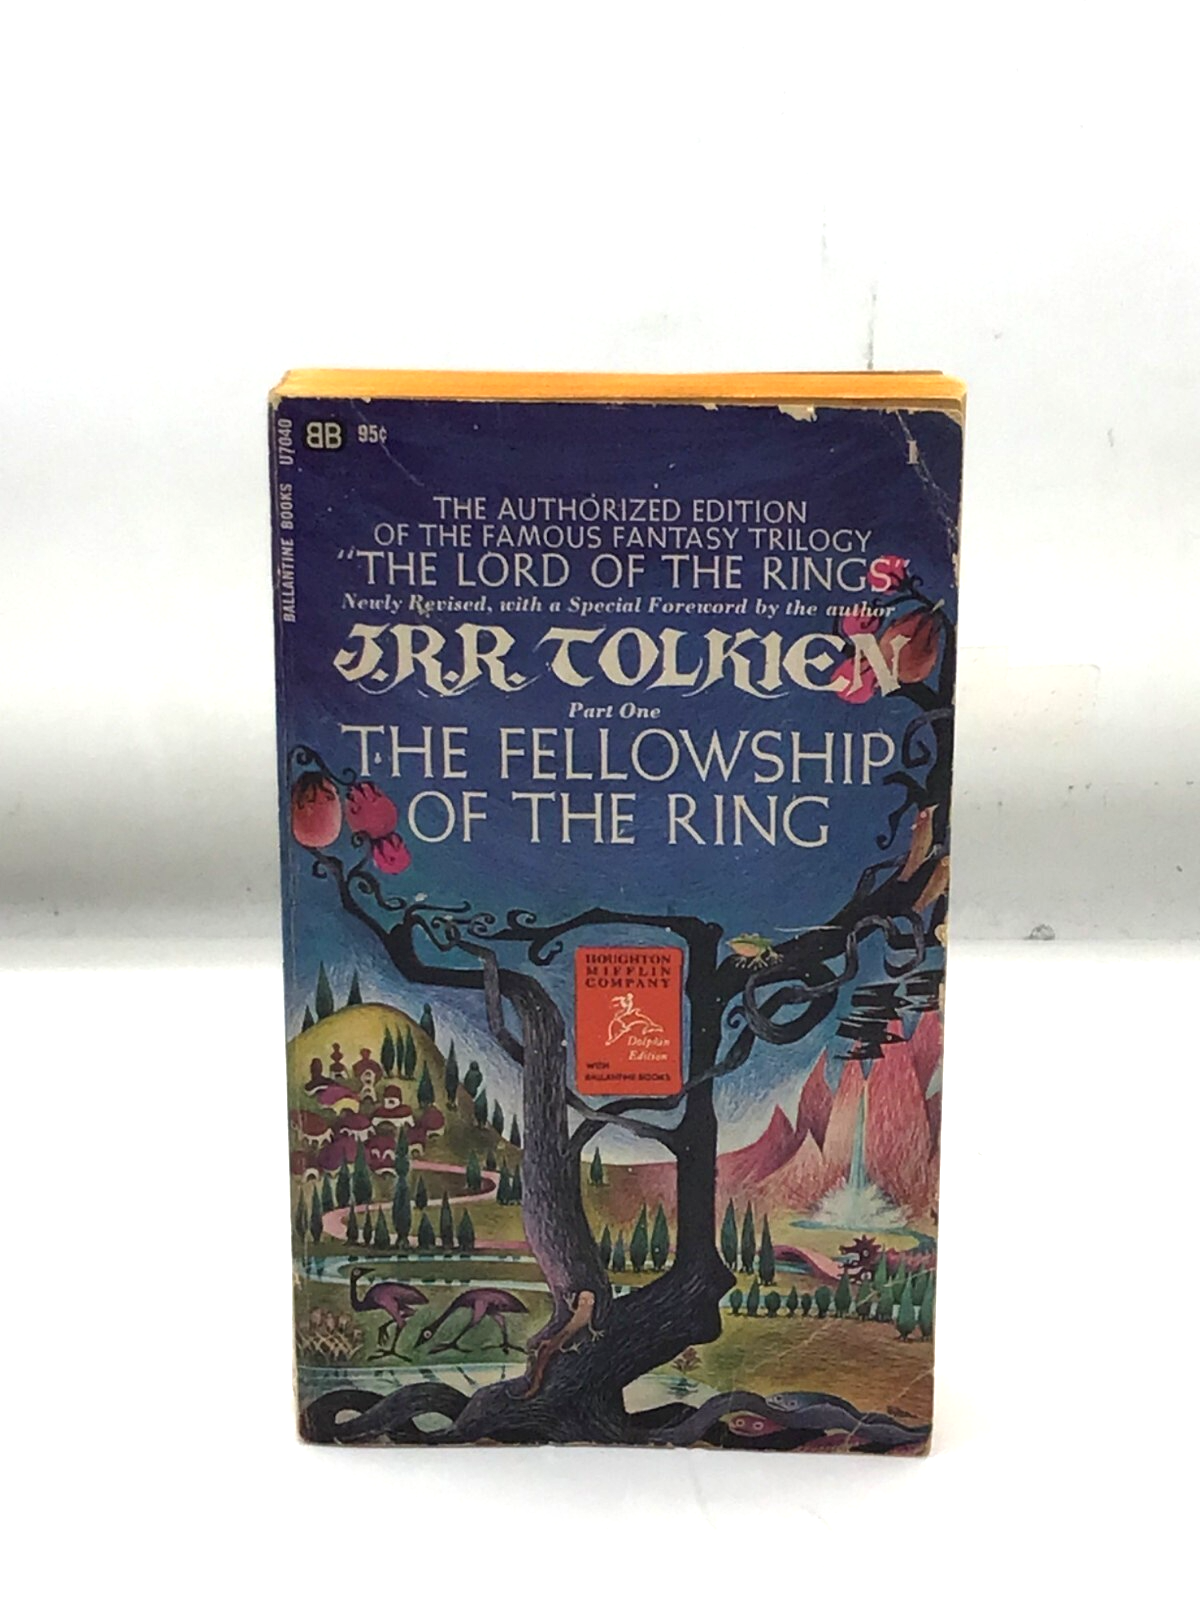 BALLANTINE BOOKS U7040
BB 95¢
1
THE AUTHORIZED EDITION
OF THE FAMOUS FANTASY TRILOGY
"THE LORD OF THE RINGS"
Newly Revised, with a Special Foreword by the author
J.R.R. TOLKIEN
Part One
THE FELLOWSHIP
OF THE RING
HOUGHTON
MIFFLIN
COMPANY
Dolphin
Edition
WITH
BALLANTINE BOOKS